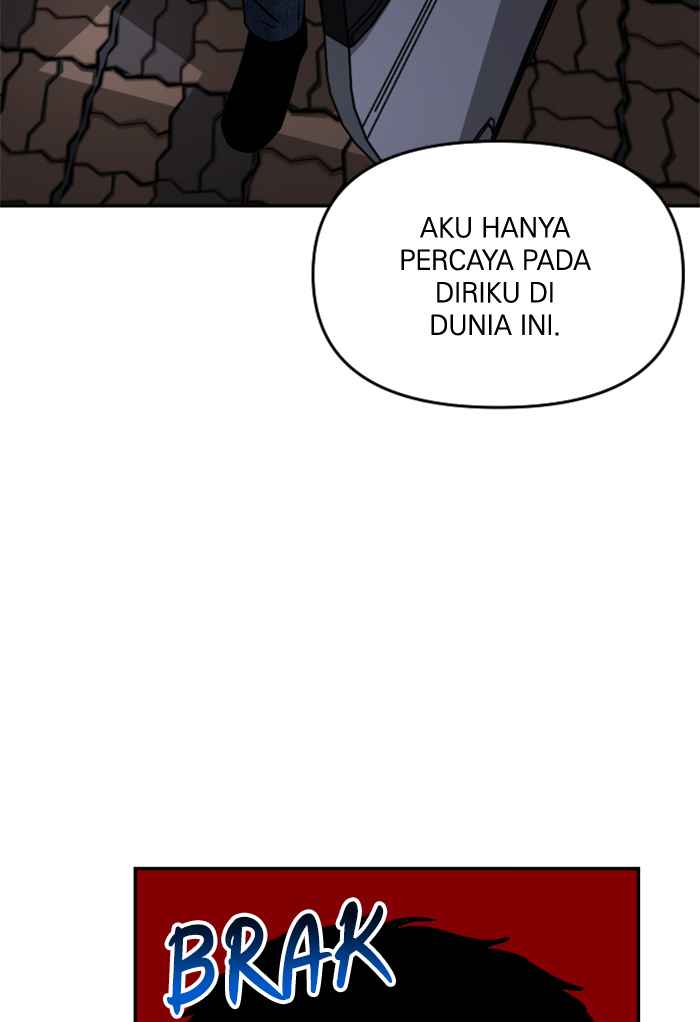 AKU HANYA
PERCAYA PADA
DIRIKU DI
DUNIA INI.
BRAK